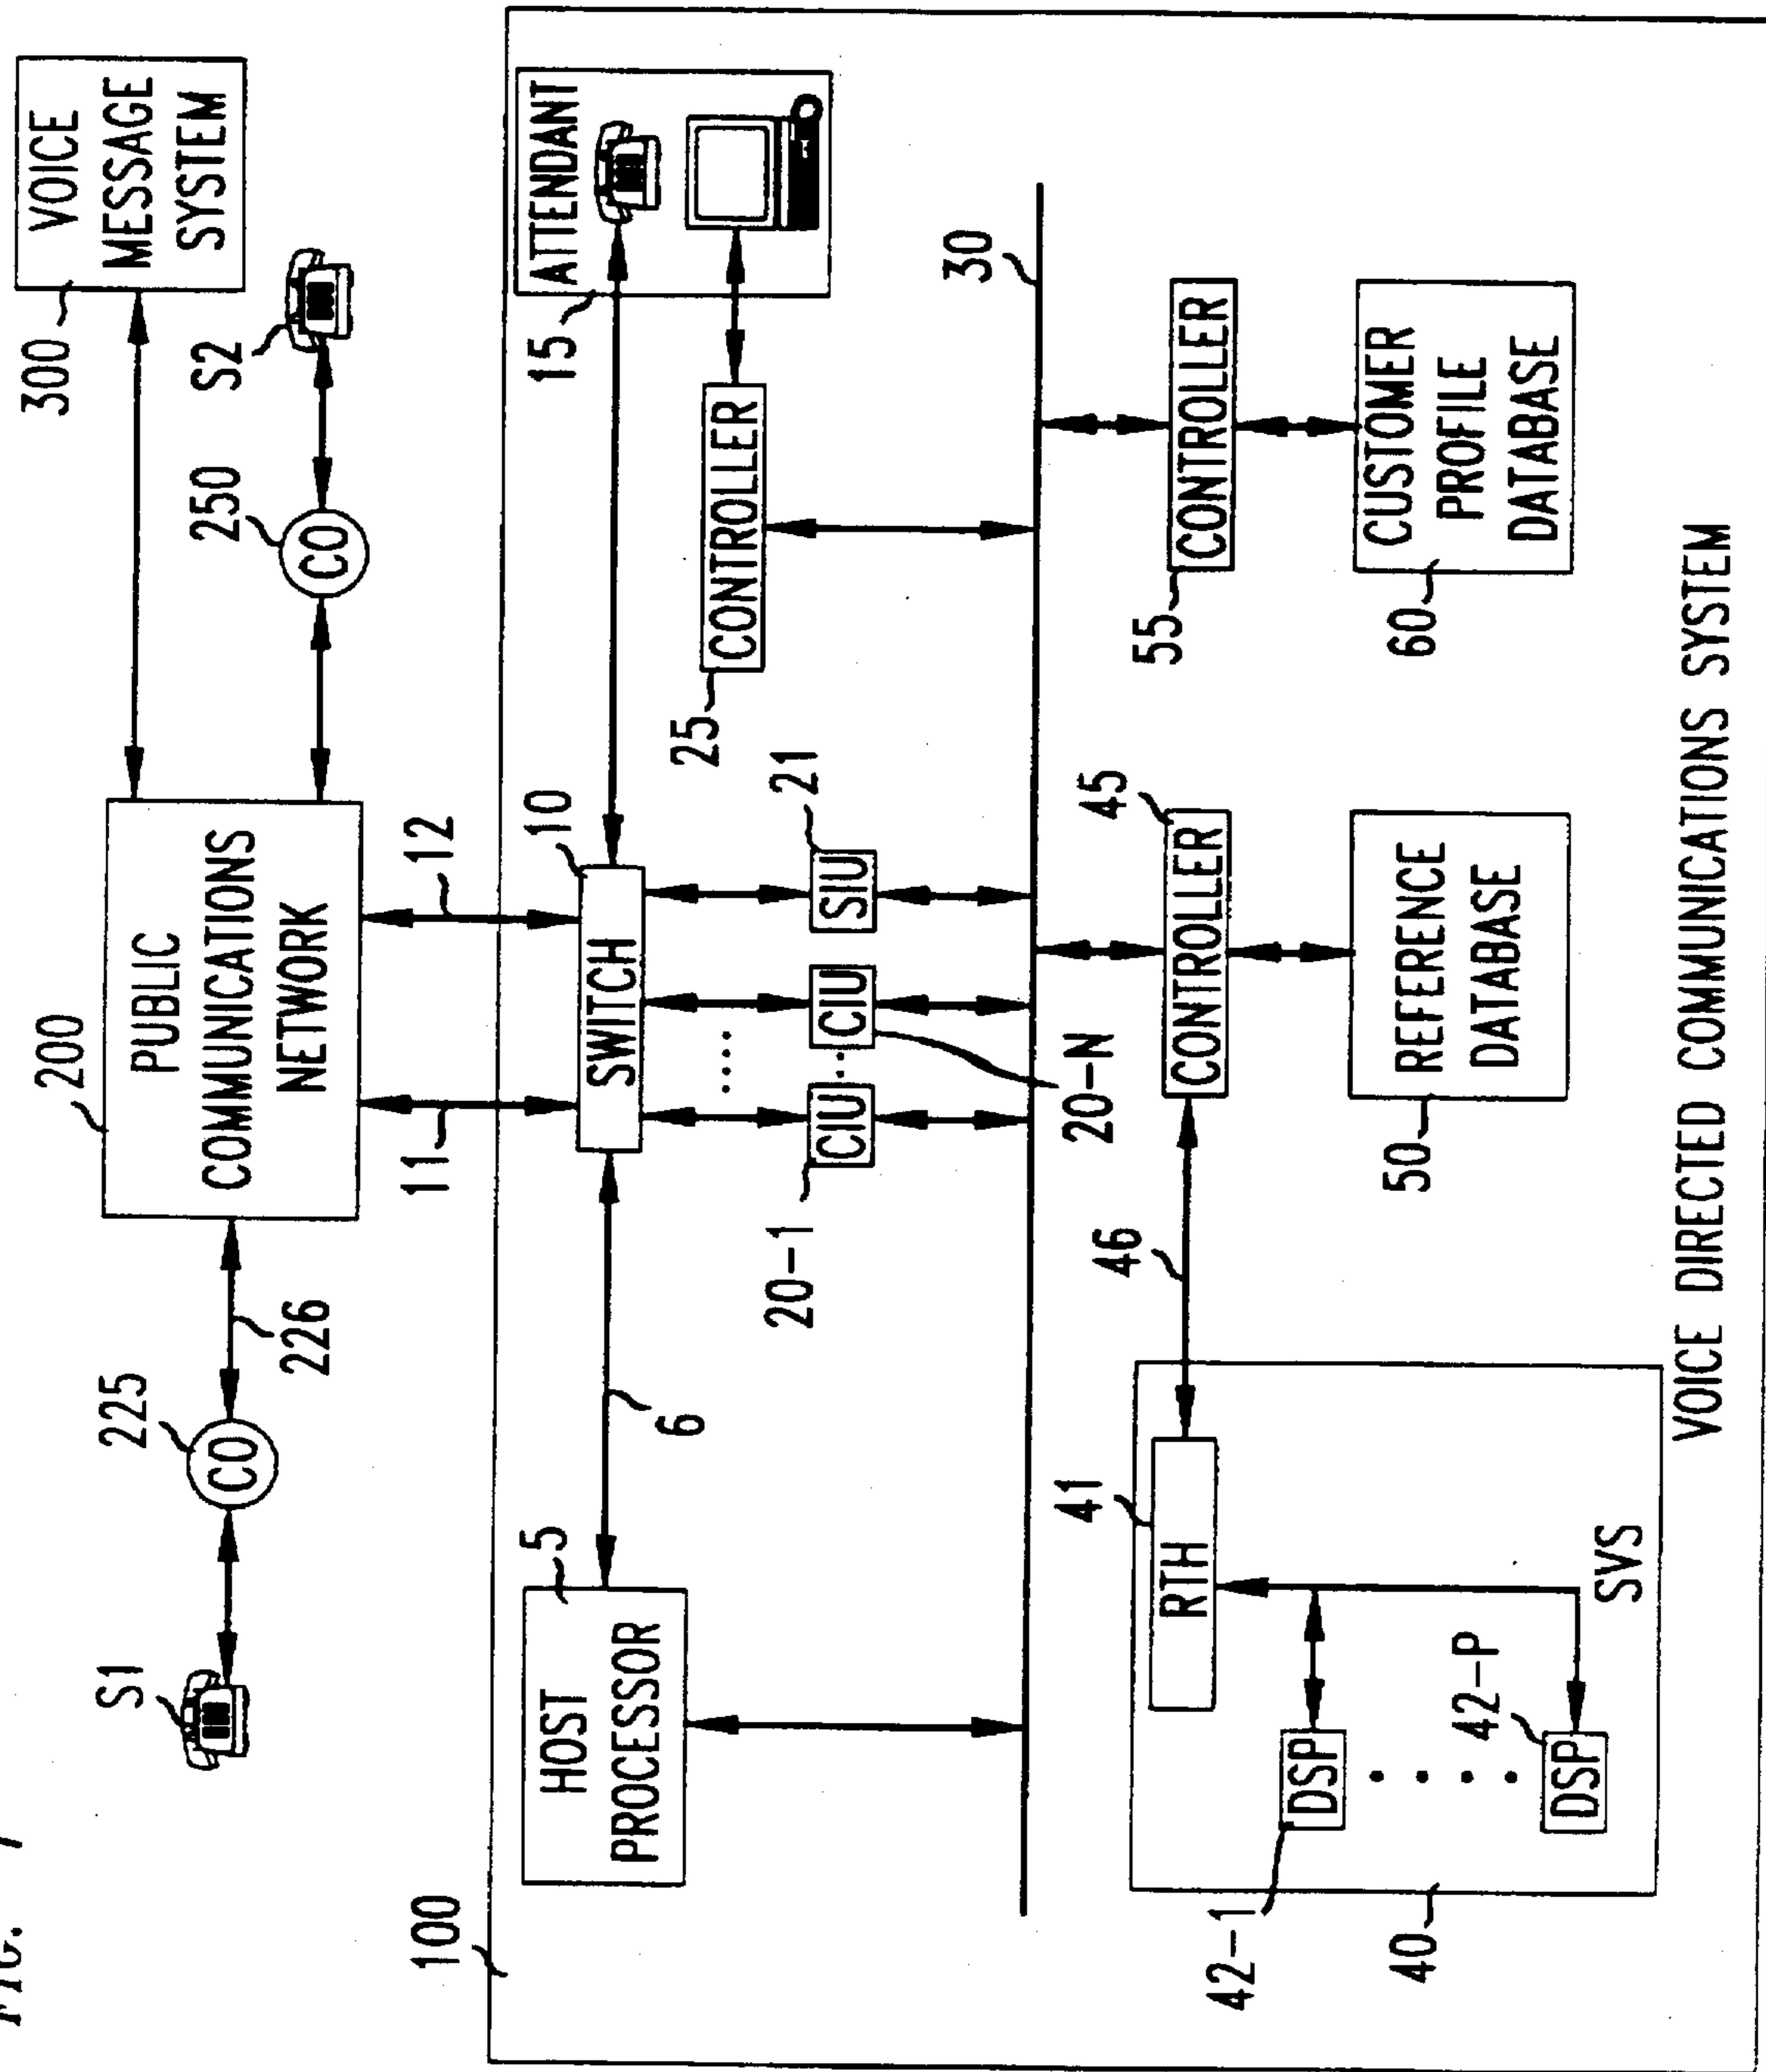 FIG. 1
S1
225
CO
226
200
PUBLIC
COMMUNICATIONS
NETWORK
250
CO
S2
300
VOICE
MESSAGE
SYSTEM
100
11
12
HOST
PROCESSOR
5
6
SWITCH
10
15
ATTENDANT
25
CONTROLLER
20-1
CIU
CIU
20-N
SIU
21
30
40
SVS
RTH
41
DSP
42-1
DSP
42-P
46
CONTROLLER
45
50
REFERENCE
DATABASE
55
CONTROLLER
60
CUSTOMER
PROFILE
DATABASE
VOICE DIRECTED COMMUNICATIONS SYSTEM